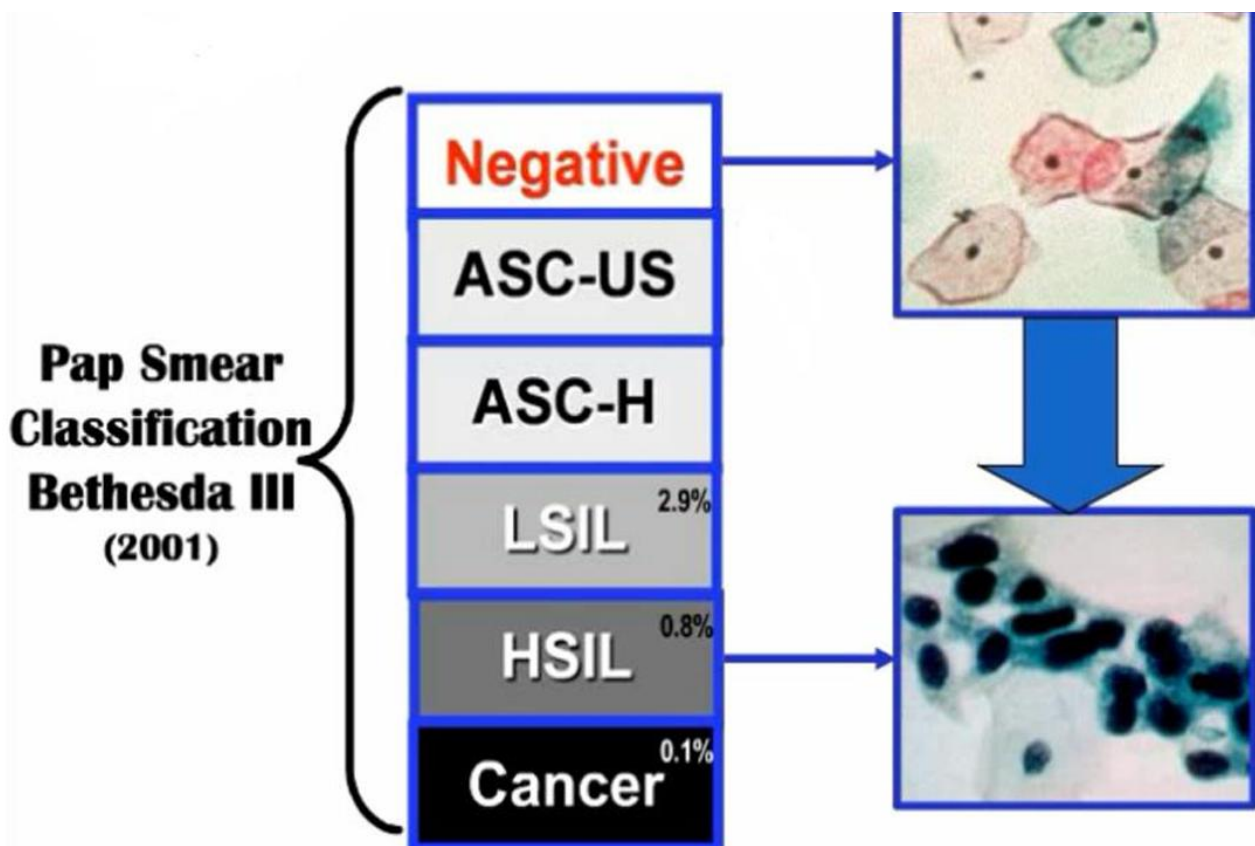 Pap Smear
Classification
Bethesda III
(2001)
Negative
ASC-US
ASC-H
LSIL 2.9%
HSIL 0.8%
Cancer 0.1%